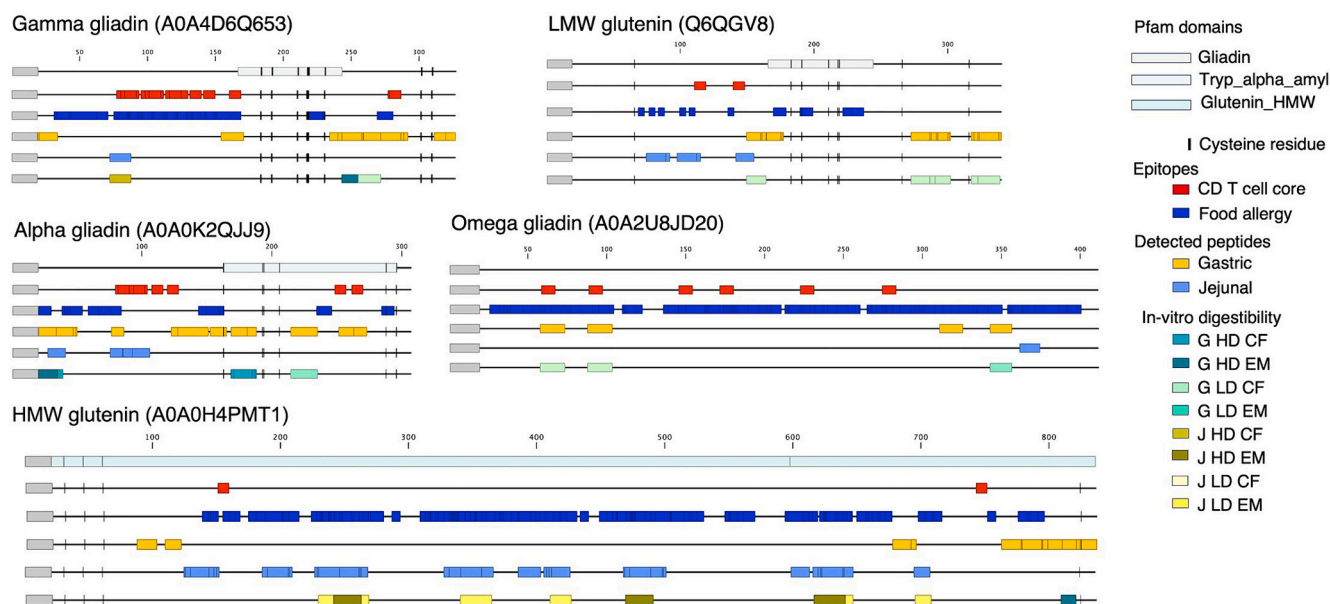 Gamma gliadin (A0A4D6Q653)
50 100 150 200 250 300
LMW glutenin (Q6QGV8)
100 200 300
Alpha gliadin (A0A0K2QJJ9)
100 200 300
Omega gliadin (A0A2U8JD20)
50 100 150 200 250 300 350 400
HMW glutenin (A0A0H4PMT1)
100 200 300 400 500 600 700 800
Pfam domains
Gliadin
Tryp_alpha_amyl
Glutenin_HMW
Cysteine residue
Epitopes
CD T cell core
Food allergy
Detected peptides
Gastric
Jejunal
In-vitro digestibility
G HD CF
G HD EM
G LD CF
G LD EM
J HD CF
J HD EM
J LD CF
J LD EM